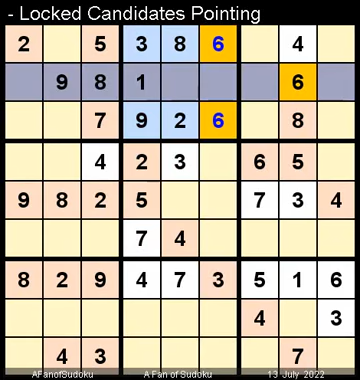 - Locked Candidates Pointing
2 5 3 8 6 4
9 8 1 6
7 9 2 6 8
4 2 3 6 5
9 8 2 5 7 3 4
7 4
8 2 9 4 7 3 5 1 6
4 3
4 3 7
AFanofSudoku A Fan of Sudoku 13 July 2022